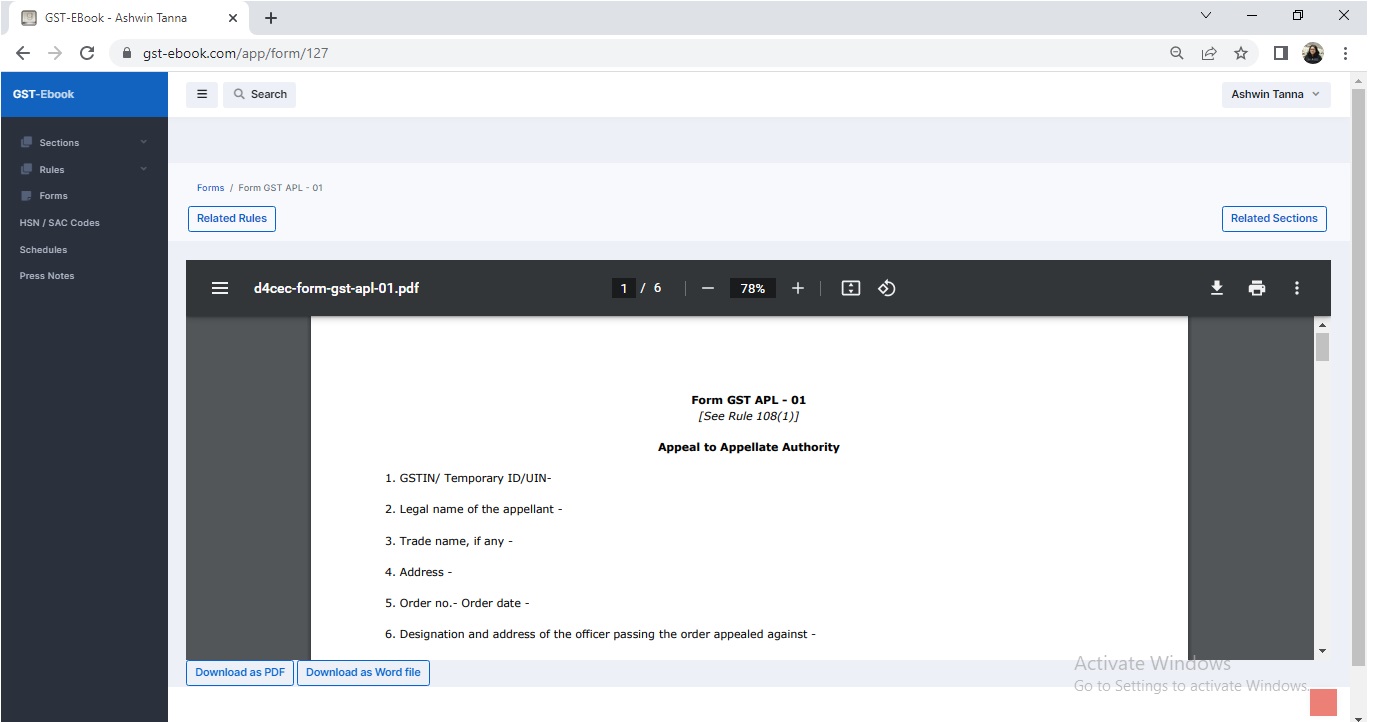 GST-EBook - Ashwin Tanna
gst-ebook.com/app/form/127
GST-Ebook
Search
Ashwin Tanna
Sections
Rules
Forms
HSN / SAC Codes
Schedules
Press Notes
Forms / Form GST APL - 01
Related Rules
Related Sections
d4cec-form-gst-apl-01.pdf
1 / 6
78%
Form GST APL - 01
[See Rule 108(1)]
Appeal to Appellate Authority
1. GSTIN/ Temporary ID/UIN-
2. Legal name of the appellant -
3. Trade name, if any -
4. Address -
5. Order no.- Order date -
6. Designation and address of the officer passing the order appealed against -
Download as PDF
Download as Word file
Activate Windows
Go to Settings to activate Windows.